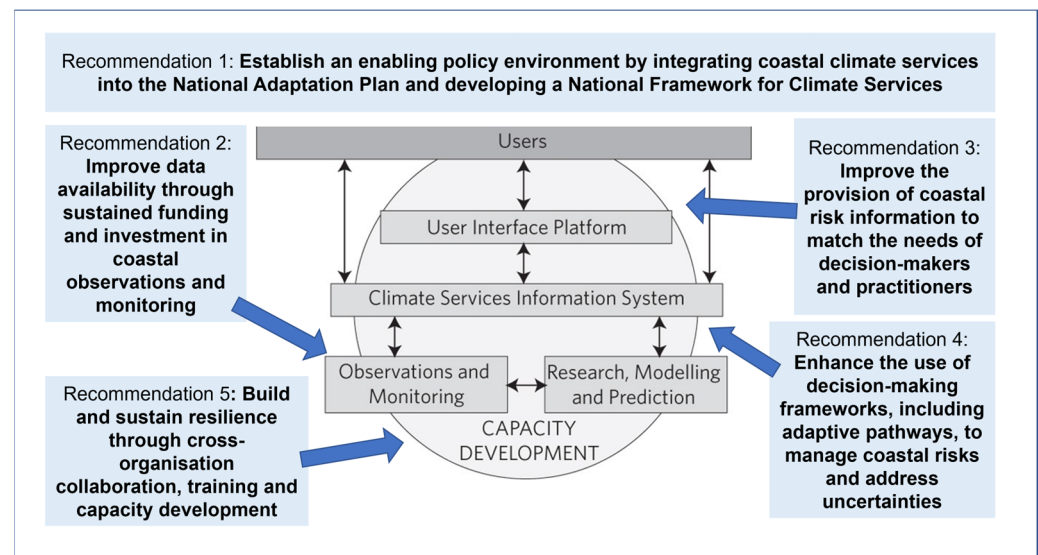 Recommendation 1: Establish an enabling policy environment by integrating coastal climate services
into the National Adaptation Plan and developing a National Framework for Climate Services
Recommendation 2:
Improve data
availability through
sustained funding
and investment in
coastal
observations and
monitoring
Users
User Interface Platform
Climate Services Information System
Observations and
Monitoring
Research, Modelling
and Prediction
CAPACITY
DEVELOPMENT
Recommendation 3:
Improve the
provision of coastal
risk information to
match the needs of
decision-makers
and practitioners
Recommendation 4:
Enhance the use of
decision-making
frameworks, including
adaptive pathways, to
manage coastal risks
and address
uncertainties
Recommendation 5: Build
and sustain resilience
through cross-
organisation
collaboration, training and
capacity development